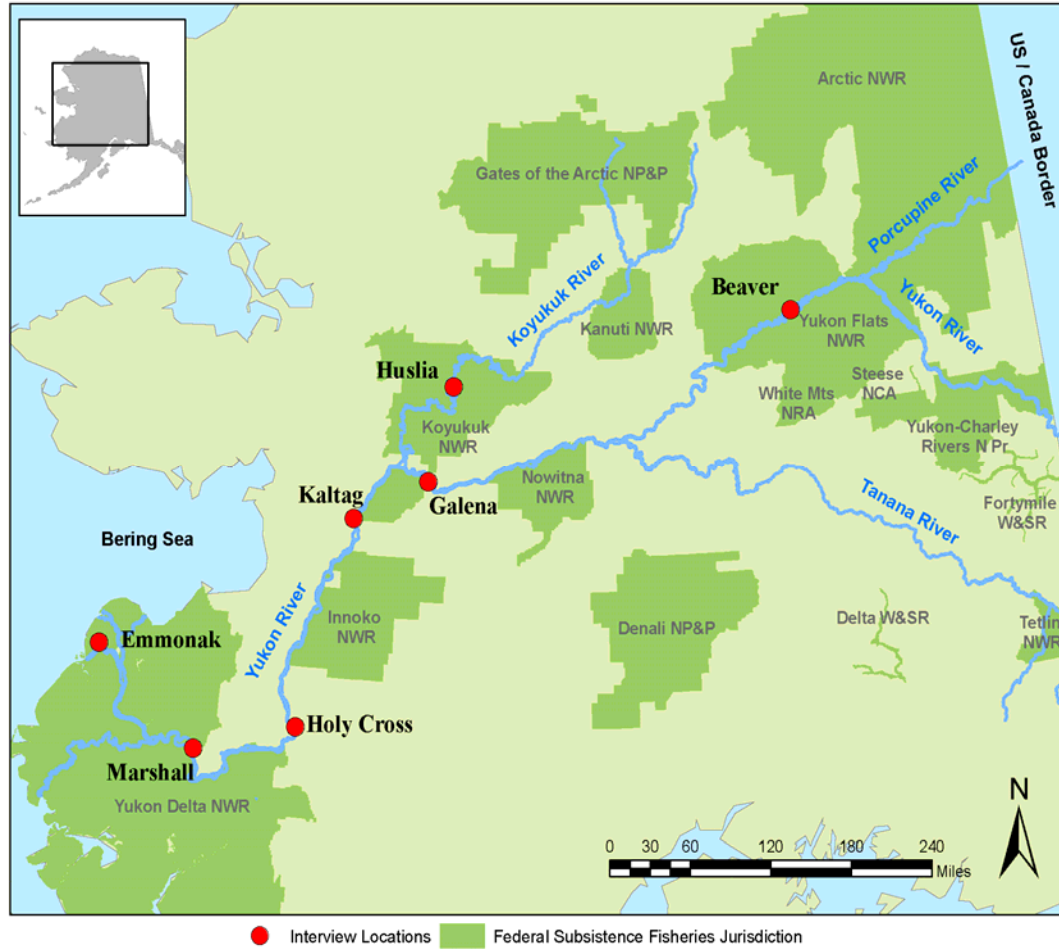 US / Canada Border
Arctic NWR
Gates of the Arctic NP&P
Porcupine River
Koyukuk River
Beaver
Kanuti NWR
Yukon River
Yukon Flats
NWR
Huslia
Steese
NCA
White Mts
NRA
Koyukuk
NWR
Yukon-Charley
Rivers N Pr
Nowitna
NWR
Galena
Kaltag
Fortymile
W&SR
Tanana River
Bering Sea
Innoko
NWR
Yukon River
Denali NP&P
Delta W&SR
Tetlin
NWR
Emmonak
Holy Cross
Marshall
Yukon Delta NWR
N
0 30 60 120 180 240
Miles
Interview Locations
Federal Subsistence Fisheries Jurisdiction